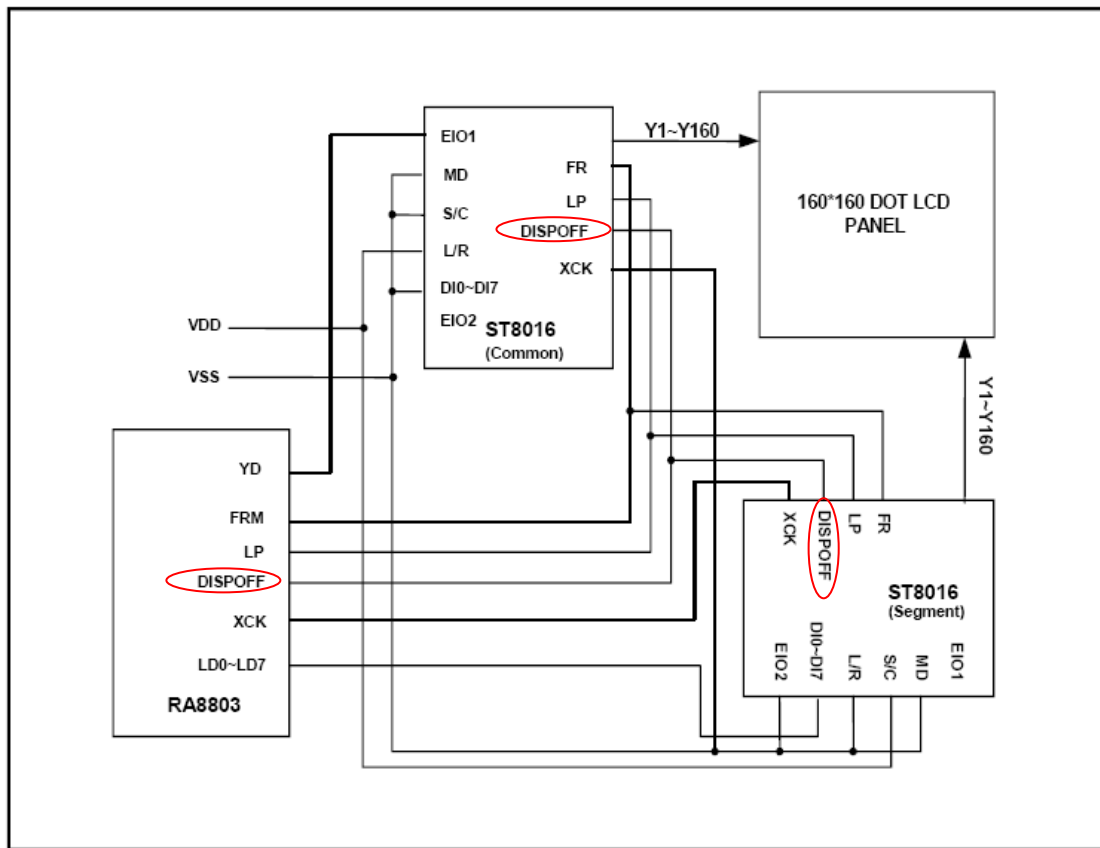 EIO1
MD
S/C
L/R
DI0~DI7
EIO2
FR
LP
DISPOFF
XCK
ST8016
(Common)
Y1~Y160
160*160 DOT LCD
PANEL
VDD
VSS
Y1~Y160
YD
FRM
LP
DISPOFF
XCK
LD0~LD7
RA8803
XCK
DISPOFF
LP
FR
ST8016
(Segment)
EIO2
DI0~DI7
L/R
S/C
MD
EIO1